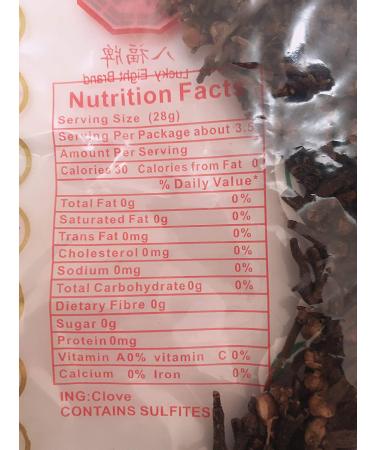 八福牌
Lucky Eight Brand
Nutrition Facts
Serving Size (28g)
Serving Per Package about 3.5
Amount Per Serving
Calories 30 Calories from Fat 0
% Daily Value*
Total Fat 0g 0%
Saturated Fat 0g 0%
Trans Fat 0mg 0%
Cholesterol 0mg 0%
Sodium 0mg 0%
Total Carbohydrate 0g 0%
Dietary Fibre 0g
Sugar 0g
Protein 0mg
Vitamin A 0% vitamin C 0%
Calcium 0% Iron 0%
ING:Clove
CONTAINS SULFITES